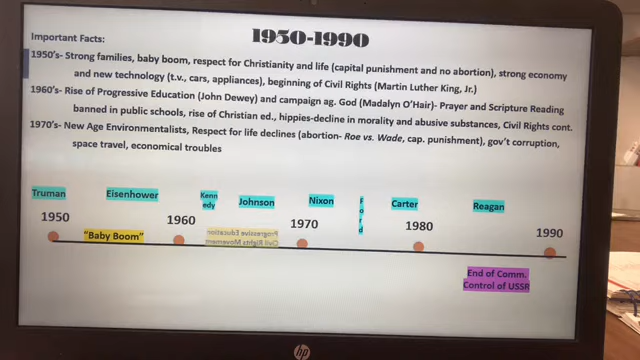 1950-1990
Important Facts:
1950's- Strong families, baby boom, respect for Christianity and life (capital punishment and no abortion), strong economy
and new technology (t.v., cars, appliances), beginning of Civil Rights (Martin Luther King, Jr.)
1960's- Rise of Progressive Education (John Dewey) and campaign ag. God (Madalyn O'Hair)- Prayer and Scripture Reading
banned in public schools, rise of Christian ed., hippies-decline in morality and abusive substances, Civil Rights cont.
1970's- New Age Environmentalists, Respect for life declines (abortion- Roe vs. Wade, cap. punishment), gov't corruption,
space travel, economic troubles
Truman
Eisenhower
Kenn
edy
Johnson
Nixon
F
o
r
d
Carter
Reagan
1950
1960
1970
1980
1990
"Baby Boom"
Progressive Education
Civil Rights Movement
End of Comm.
Control of USSR
hp